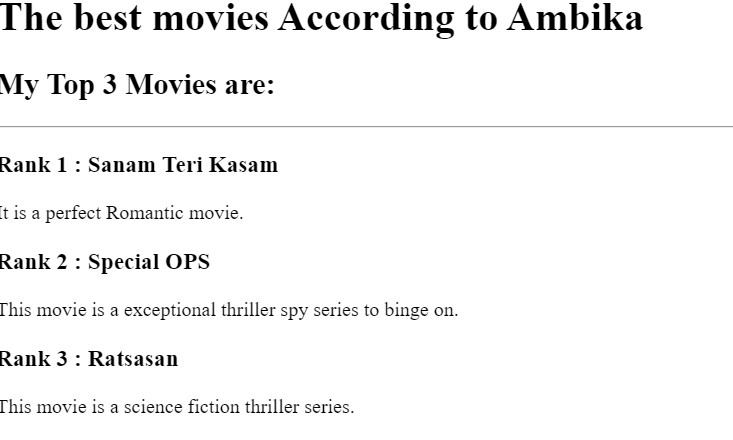 The best movies According to Ambika
My Top 3 Movies are:
Rank 1 : Sanam Teri Kasam
It is a perfect Romantic movie.
Rank 2 : Special OPS
This movie is a exceptional thriller spy series to binge on.
Rank 3 : Ratsasan
This movie is a science fiction thriller series.